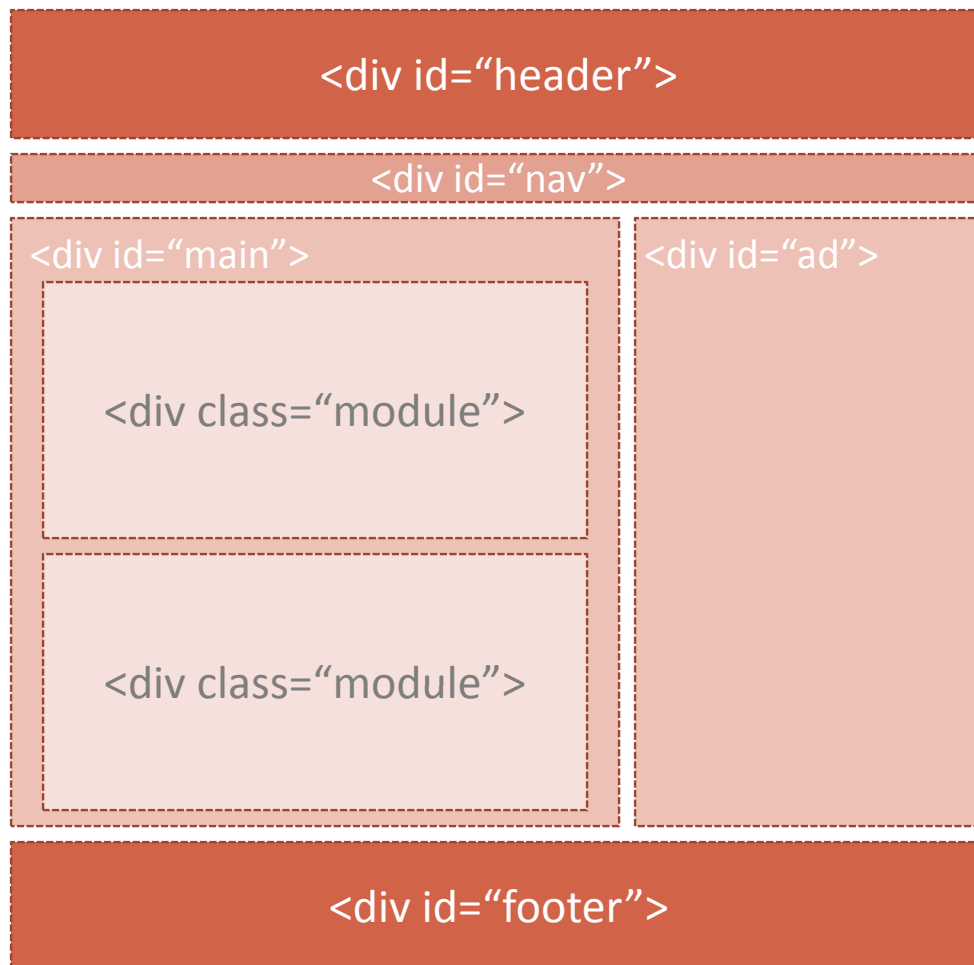 <div id=“header”>
<div id=“nav”>
<div id=“main”>
<div id=“ad”>
<div class=“module”>
<div class=“module”>
<div id=“footer”>